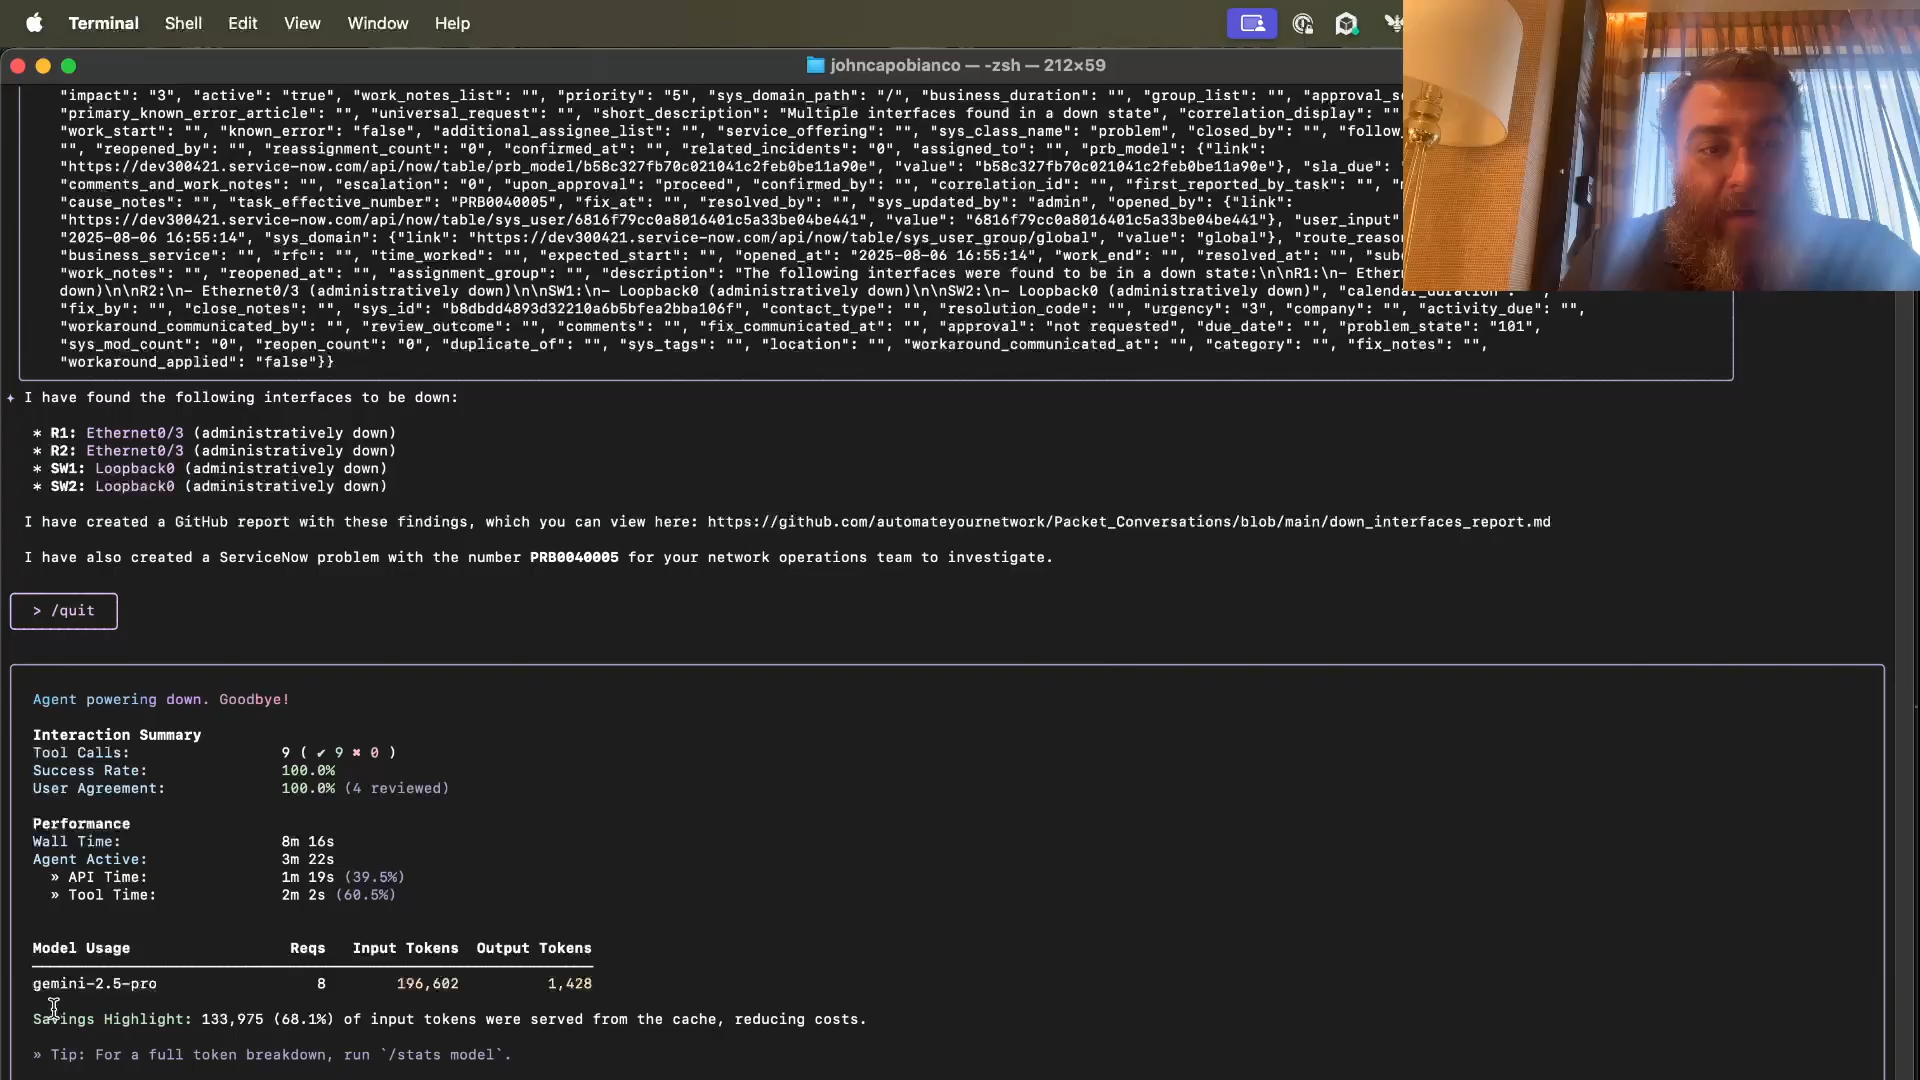 Terminal Shell Edit View Window Help
johncapobianco — -zsh — 212×59
"impact": "3", "active": "true", "work_notes_list": "", "priority": "5", "sys_domain_path": "/", "business_duration": "", "group_list": "",
"primary_known_error_article": "", "universal_request": "", "short_description": "Multiple interfaces found in a down state", "correlation_display": ""
"work_start": "", "known_error": "false", "additional_assignee_list": "", "service_offering": "", "sys_class_name": "problem", "closed_by": "",
"", "reopened_by": "", "reassignment_count": "0", "confirmed_at": "", "related_incidents": "0", "assigned_to": "", "prb_model": {"link":
"https://dev300421.service-now.com/api/now/table/prb_model/b58c327fb70c021041c2feb0be11a90e", "value": "b58c327fb70c021041c2feb0be11a90e"}, "sla_due":
"comments_and_work_notes": "", "escalation": "0", "upon_approval": "proceed", "confirmed_by": "", "correlation_id": "", "first_reported_by_task": "",
"cause_notes": "", "task_effective_number": "PRB0040005", "fix_at": "", "resolved_by": "", "sys_updated_by": "admin", "opened_by": {"link":
"https://dev300421.service-now.com/api/now/table/sys_user/6816f79cc0a8016401c5a33be04be441", "value": "6816f79cc0a8016401c5a33be04be441"}, "user_input"
"2025-08-06 16:55:14", "sys_domain": {"link": "https://dev300421.service-now.com/api/now/table/sys_user_group/global", "value": "global"},
"business_service": "", "rfc": "", "time_worked": "", "expected_start": "", "opened_at": "2025-08-06 16:55:14", "work_end": "", "resolved_at": "",
"work_notes": "", "reopened_at": "", "assignment_group": "", "description": "The following interfaces were found to be in a down state:\n\nR1:\n-
down)\n\nR2:\n- Ethernet0/3 (administratively down)\n\nSW1:\n- Loopback0 (administratively down)\n\nSW2:\n- Loopback0 (administratively down)", "calendar_duration": "",
"fix_by": "", "close_notes": "", "sys_id": "b8dbdd4893d32210a6b5bfea2bba106f", "contact_type": "", "resolution_code": "", "urgency": "3", "company": "", "activity_due": "",
"workaround_communicated_by": "", "review_outcome": "", "comments": "", "fix_communicated_at": "", "approval": "not requested", "due_date": "", "problem_state": "101",
"sys_mod_count": "0", "reopen_count": "0", "duplicate_of": "", "sys_tags": "", "location": "", "workaround_communicated_at": "", "category": "", "fix_notes": "",
"workaround_applied": "false"}}
✦ I have found the following interfaces to be down:
* R1: Ethernet0/3 (administratively down)
* R2: Ethernet0/3 (administratively down)
* SW1: Loopback0 (administratively down)
* SW2: Loopback0 (administratively down)
I have created a GitHub report with these findings, which you can view here: https://github.com/automateyournetwork/Packet_Conversations/blob/main/down_interfaces_report.md
I have also created a ServiceNow problem with the number PRB0040005 for your network operations team to investigate.
> /quit
Agent powering down. Goodbye!
Interaction Summary
Tool Calls: 9 ( ✔ 9 ✖ 0 )
Success Rate: 100.0%
User Agreement: 100.0% (4 reviewed)
Performance
Wall Time: 8m 16s
Agent Active: 3m 22s
» API Time: 1m 19s (39.5%)
» Tool Time: 2m 2s (60.5%)
Model Usage Reqs Input Tokens Output Tokens
gemini-2.5-pro 8 196,602 1,428
Savings Highlight: 133,975 (68.1%) of input tokens were served from the cache, reducing costs.
» Tip: For a full token breakdown, run `/stats model`.